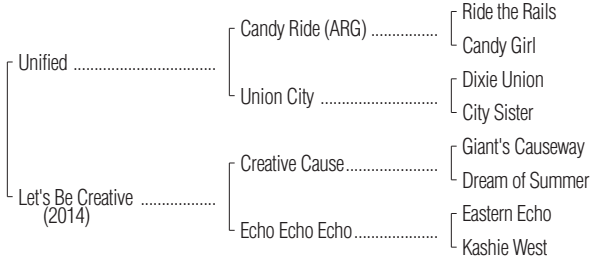 Ride the Rails
Candy Ride (ARG) ................
Candy Girl
Unified ..................................
Dixie Union
Union City ............................
City Sister
Giant's Causeway
Creative Cause......................
Dream of Summer
Let's Be Creative ..................
(2014)
Eastern Echo
Echo Echo Echo....................
Kashie West